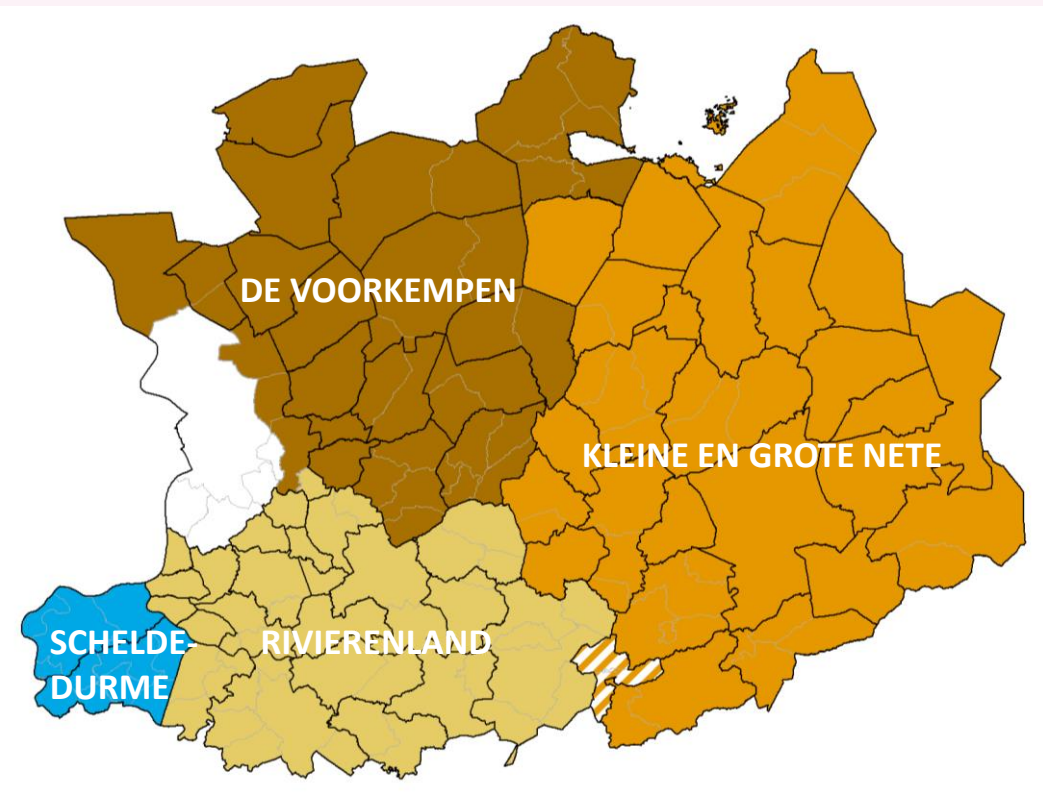 DE VOORKEMPEN
KLEINE EN GROTE NETE
SCHELDE-
DURME
RIVIERENLAND